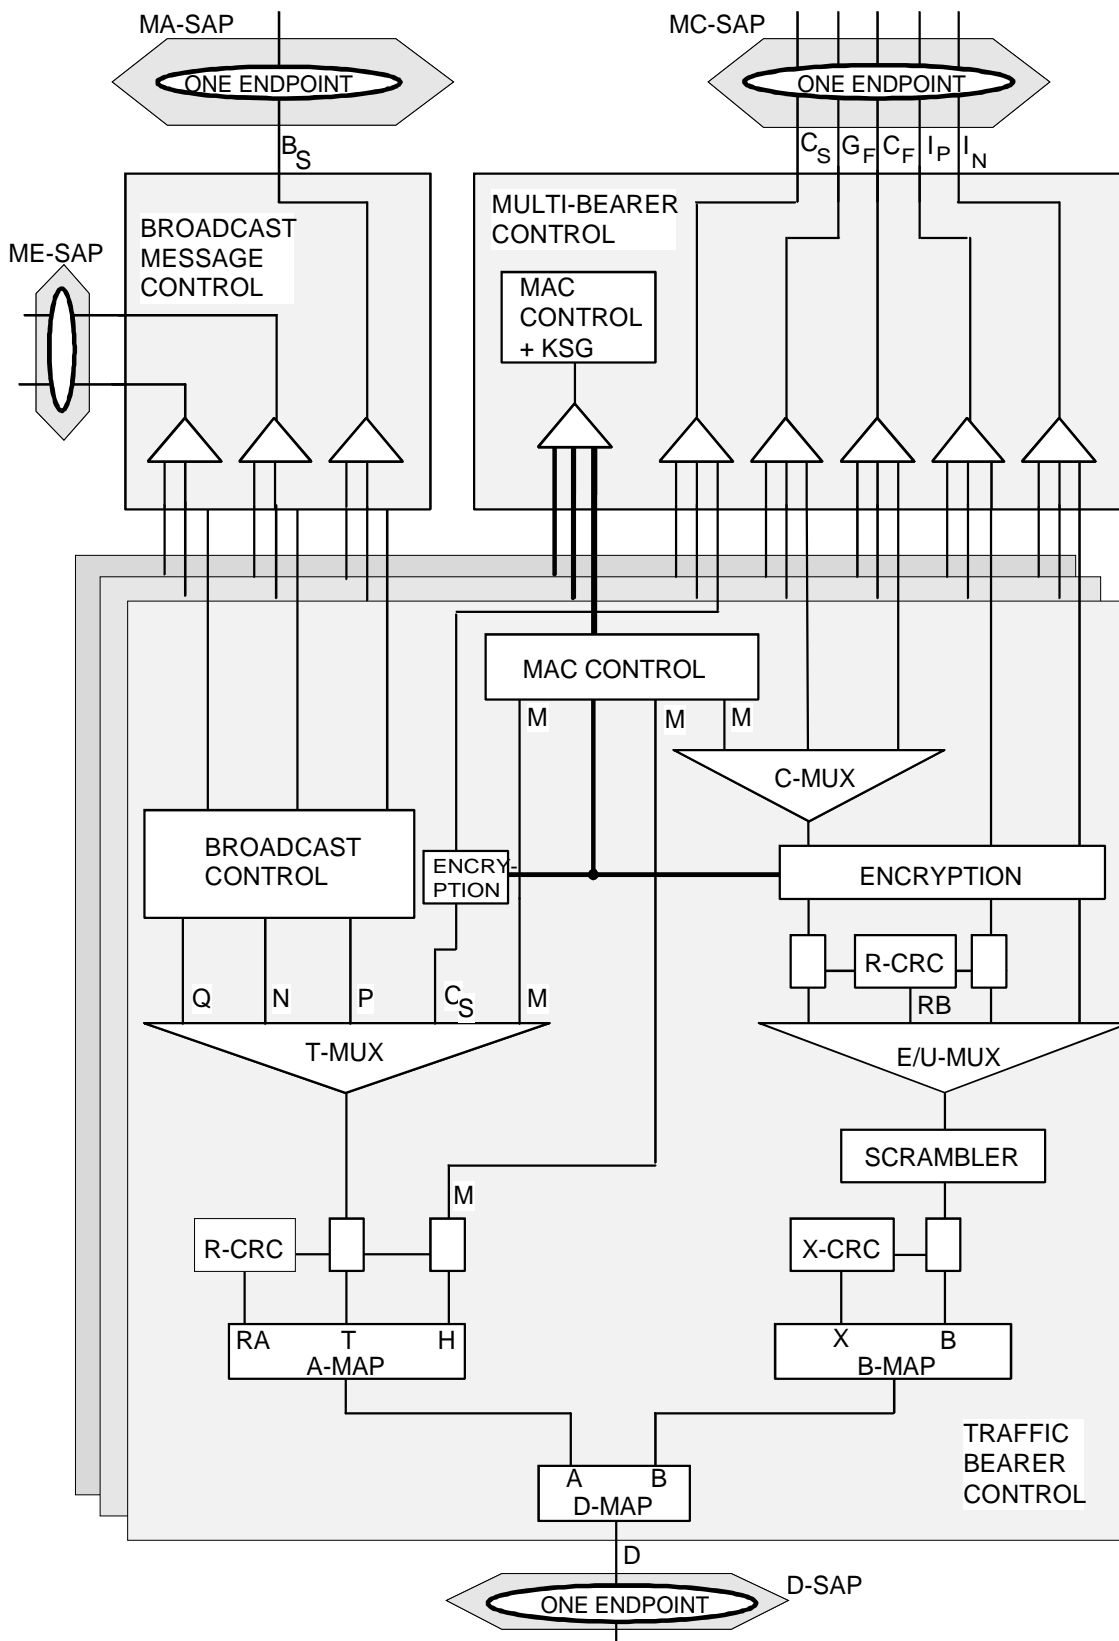 MA-SAP
MC-SAP
ONE ENDPOINT
ONE ENDPOINT
BS
CS GF CF IP IN
ME-SAP
BROADCAST
MESSAGE
CONTROL
MULTI-BEARER
CONTROL
MAC
CONTROL
+ KSG
MAC CONTROL
M
M
M
C-MUX
BROADCAST
CONTROL
ENCRY-
PTION
ENCRYPTION
R-CRC
Q
N
P
CS
M
RB
T-MUX
E/U-MUX
SCRAMBLER
M
R-CRC
X-CRC
RA
T
H
A-MAP
X
B
B-MAP
TRAFFIC
BEARER
CONTROL
A
B
D-MAP
D
D-SAP
ONE ENDPOINT